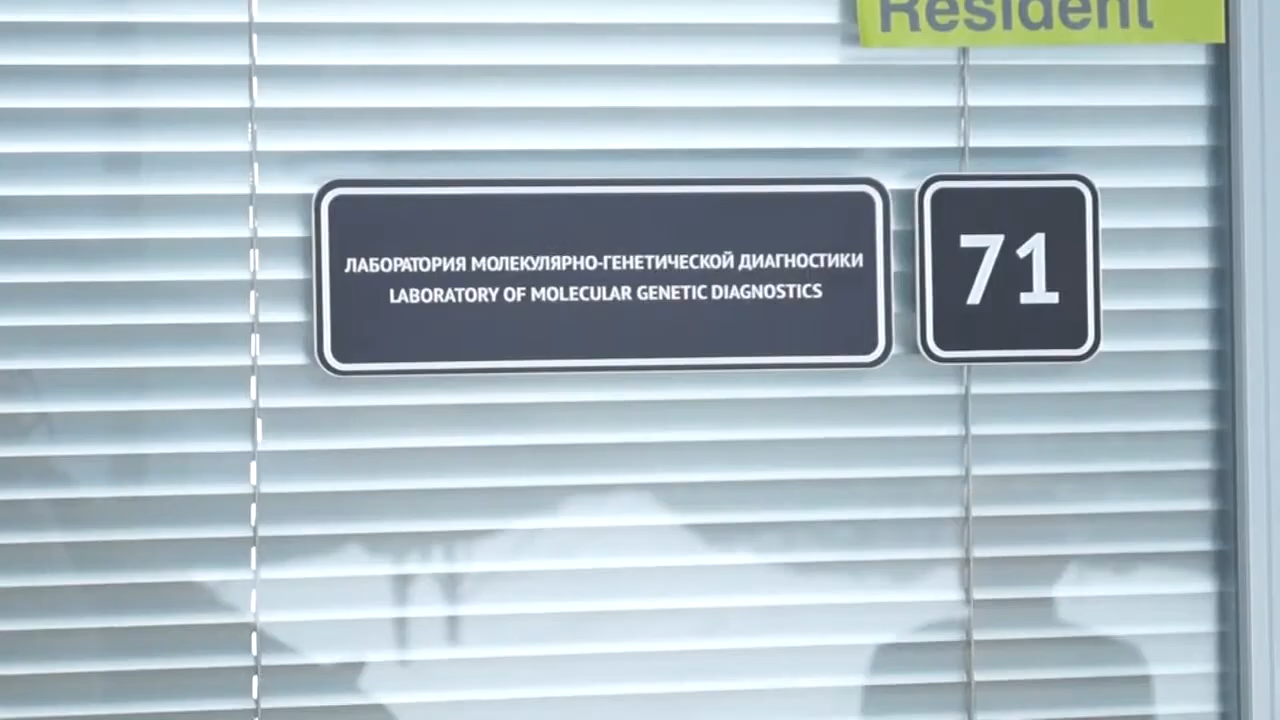 Resident
ЛАБОРАТОРИЯ МОЛЕКУЛЯРНО-ГЕНЕТИЧЕСКОЙ ДИАГНОСТИКИ
LABORATORY OF MOLECULAR GENETIC DIAGNOSTICS
71